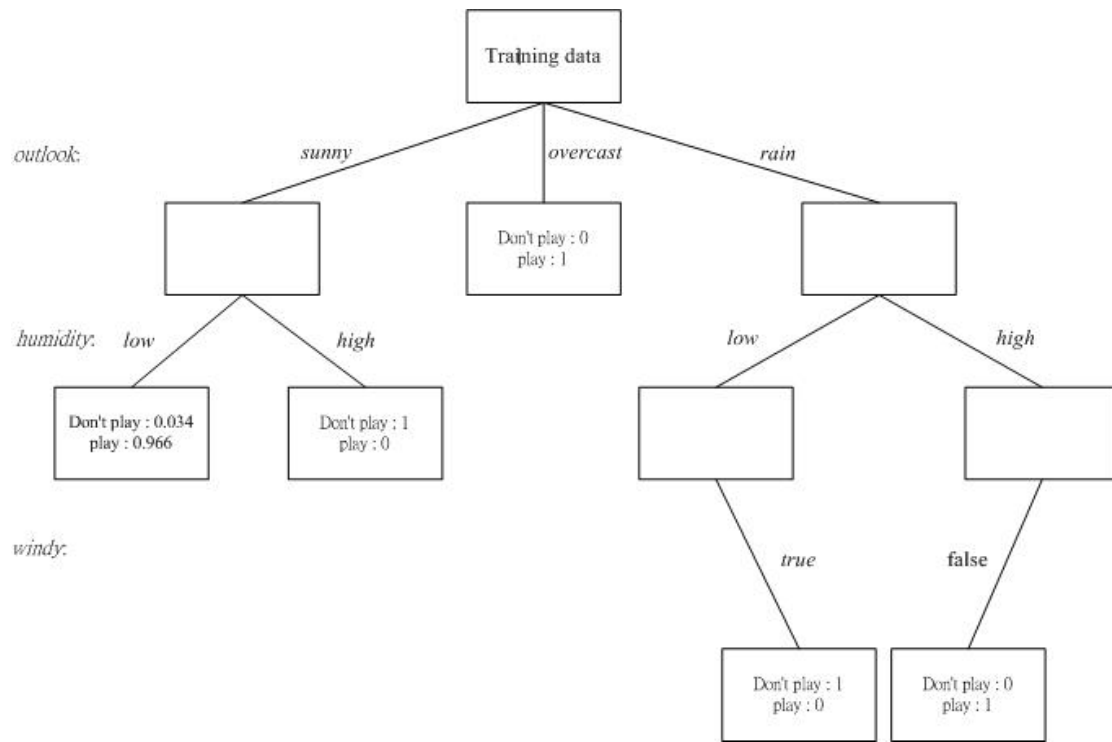 Training data
outlook:
sunny
overcast
rain
Don't play : 0
play : 1
humidity:
low
high
low
high
Don't play : 0.034
play : 0.966
Don't play : 1
play : 0
windy:
true
false
Don't play : 1
play : 0
Don't play : 0
play : 1